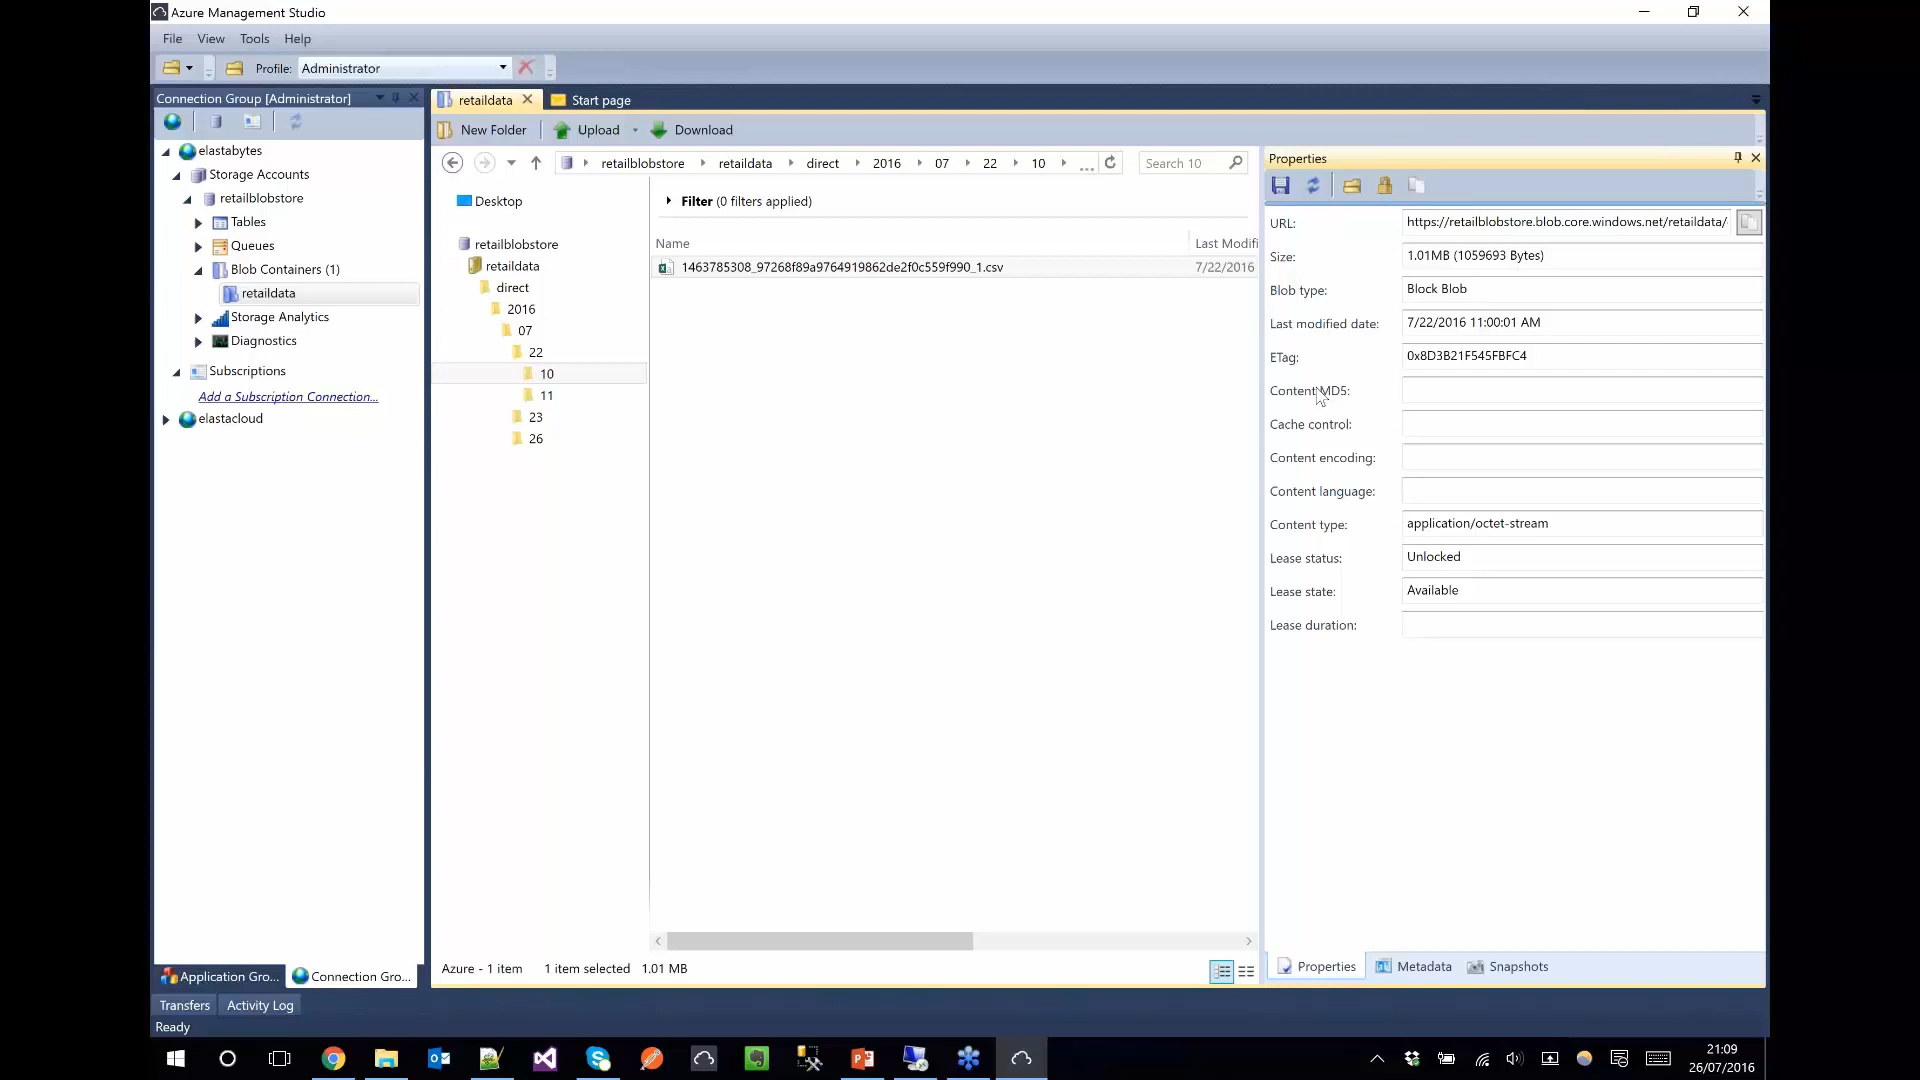 Azure Management Studio
File View Tools Help
Profile: Administrator
Connection Group [Administrator]
elastabytes
Storage Accounts
retailblobstore
Tables
Queues
Blob Containers (1)
retaildata
Storage Analytics
Diagnostics
Subscriptions
Add a Subscription Connection...
elastacloud
Application Gro...
Connection Gro...
retaildata
Start page
New Folder
Upload
Download
retailblobstore retaildata direct 2016 07 22 10 ...
Search 10
Desktop
retailblobstore
retaildata
direct
2016
07
22
10
11
23
26
Filter (0 filters applied)
Name Last Modifi
1463785308_97268f89a9764919862de2f0c559f990_1.csv 7/22/2016
Azure - 1 item 1 item selected 1.01 MB
Properties
URL: https://retailblobstore.blob.core.windows.net/retaildata/
Size: 1.01MB (1059693 Bytes)
Blob type: Block Blob
Last modified date: 7/22/2016 11:00:01 AM
ETag: 0x8D3B21F545FBFC4
Content MD5:
Cache control:
Content encoding:
Content language:
Content type: application/octet-stream
Lease status: Unlocked
Lease state: Available
Lease duration:
Properties Metadata Snapshots
Transfers Activity Log
Ready
21:09
26/07/2016